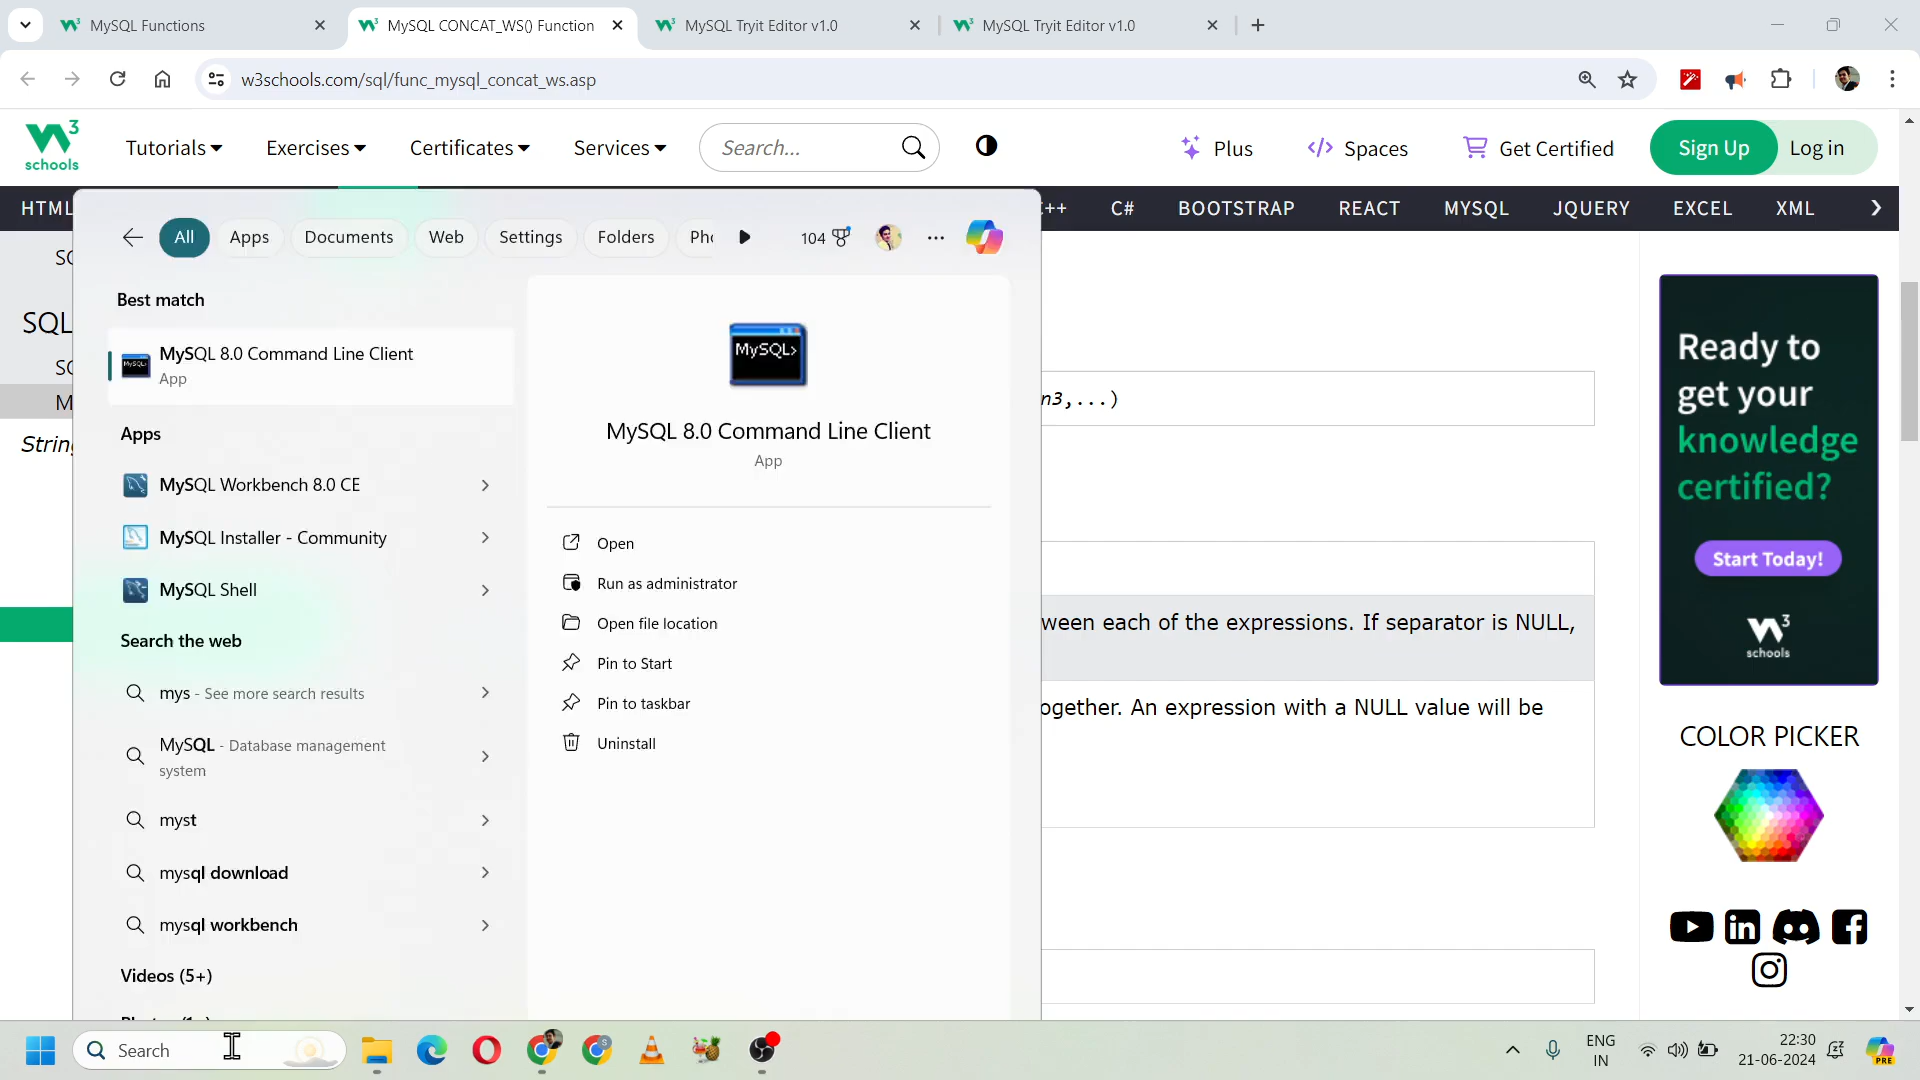 MySQL Functions
MySQL CONCAT_WS() Function
MySQL Tryit Editor v1.0
MySQL Tryit Editor v1.0
w3schools.com/sql/func_mysql_concat_ws.asp
W3 schools
Tutorials
Exercises
Certificates
Services
Search...
Plus
Spaces
Get Certified
Sign Up
Log in
HTML
C#
BOOTSTRAP
REACT
MYSQL
JQUERY
EXCEL
XML
All
Apps
Documents
Web
Settings
Folders
104
Best match
MySQL 8.0 Command Line Client
App
Apps
MySQL Workbench 8.0 CE
MySQL Installer - Community
MySQL Shell
Search the web
mys - See more search results
MySQL - Database management
system
myst
mysql download
mysql workbench
Videos (5+)
MySQL>
MySQL 8.0 Command Line Client
App
Open
Run as administrator
Open file location
Pin to Start
Pin to taskbar
Uninstall
SQL
n3,...)
ween each of the expressions. If separator is NULL,
ogether. An expression with a NULL value will be
Ready to
get your
knowledge
certified?
Start Today!
W3 schools
COLOR PICKER
Search
ENG
IN
22:30
21-06-2024
PRE